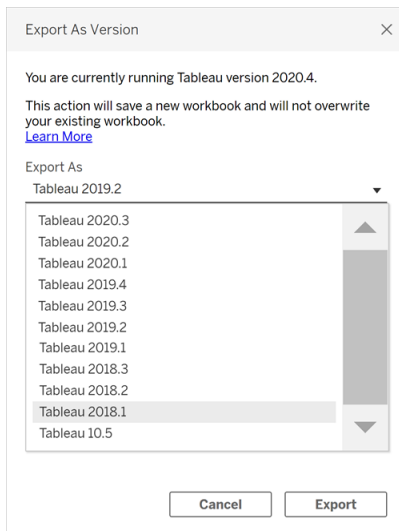 Export As Version
You are currently running Tableau version 2020.4.
This action will save a new workbook and will not overwrite
your existing workbook.
Learn More
Export As
Tableau 2019.2
Tableau 2020.3
Tableau 2020.2
Tableau 2020.1
Tableau 2019.4
Tableau 2019.3
Tableau 2019.2
Tableau 2019.1
Tableau 2018.3
Tableau 2018.2
Tableau 2018.1
Tableau 10.5
Cancel Export